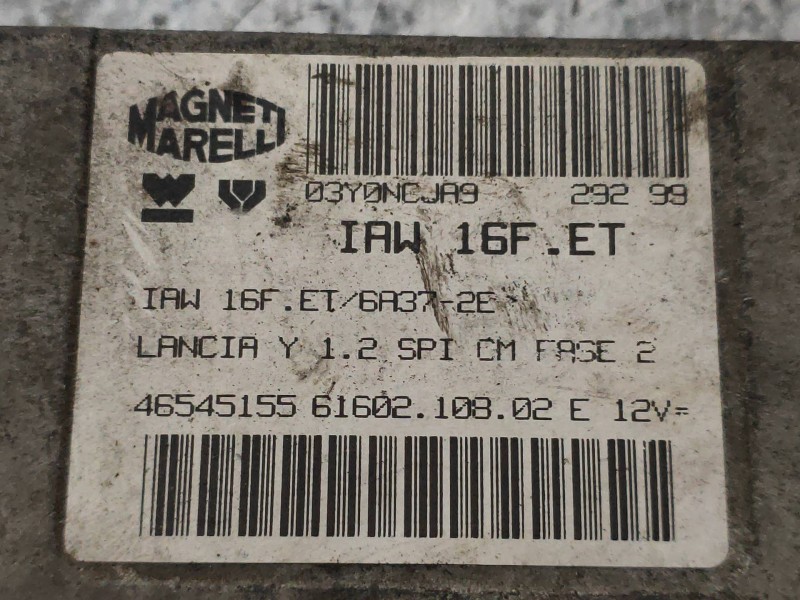 MAGNETI
MARELLI
03Y0NCJA9 292 99
IAW 16F.ET
IAW 16F.ET/6A37-2E
LANCIA Y 1.2 SPI CM FASE 2
46545155 61602.108.02 E 12V=